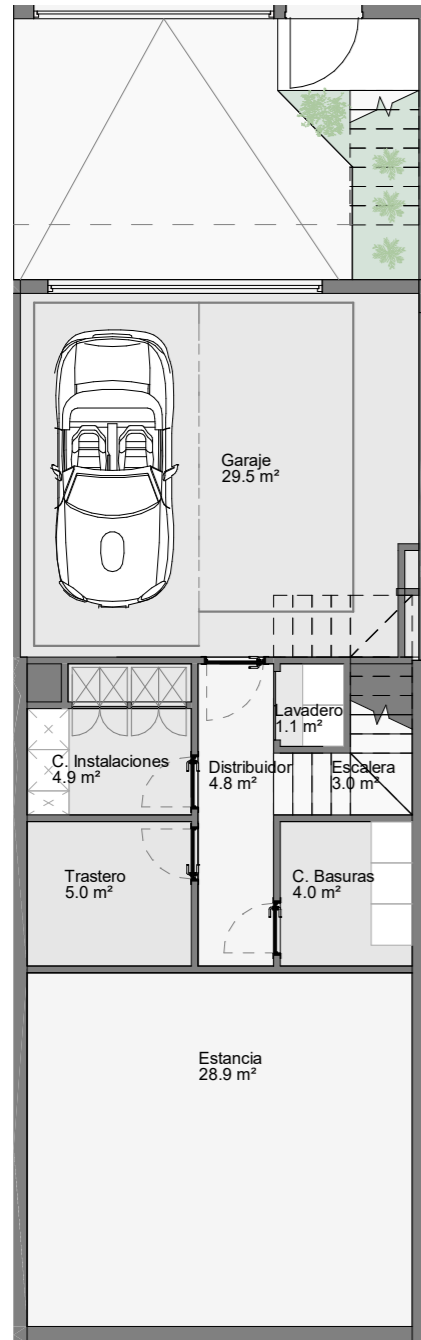 Garaje
29.5 m²
Lavadero
1.1 m²
C. Instalaciones
4.9 m²
Distribuidor
4.8 m²
Escalera
3.0 m²
Trastero
5.0 m²
C. Basuras
4.0 m²
Estancia
28.9 m²